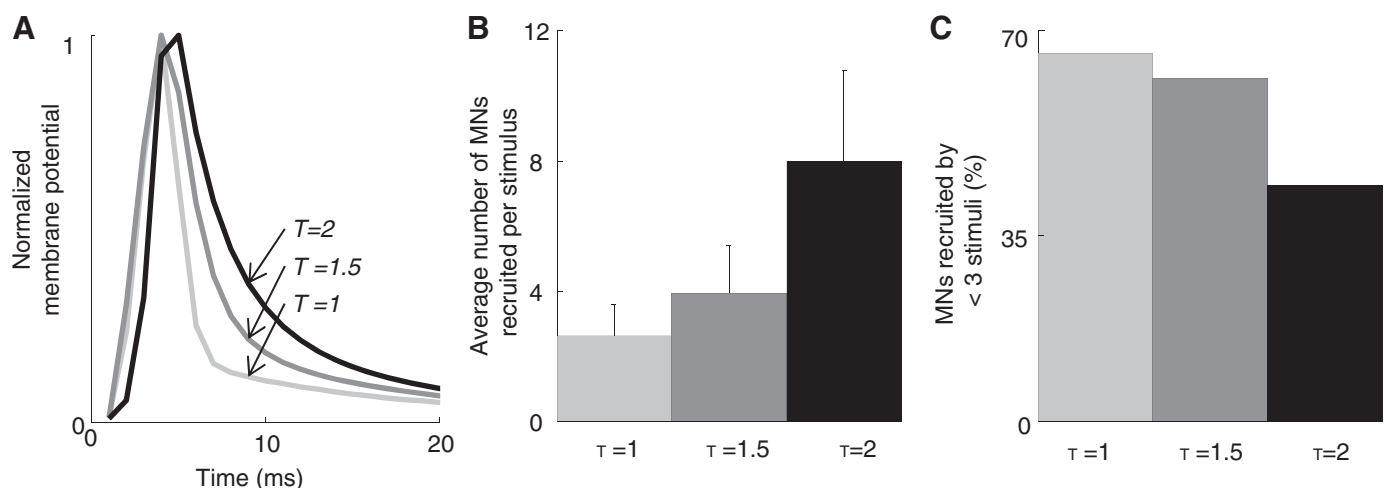 A
1
Normalized
membrane potential
T=2
T =1.5
T =1
0
0
10
20
Time (ms)
B
12
Average number of MNs
recruited per stimulus
8
4
0
τ =1
τ =1.5
τ=2
C
70
MNs recruited by
< 3 stimuli (%)
35
0
τ =1
τ =1.5
τ=2